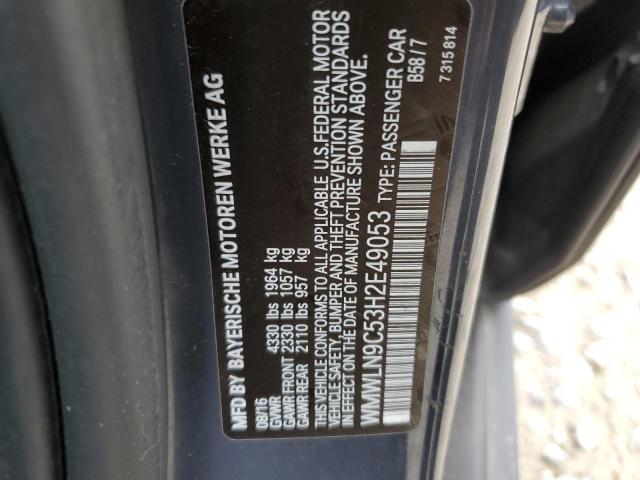 MFD BY BAYERISCHE MOTOREN WERKE AG
08/16
GVWR 4330 lbs 1964 kg
GAWR FRONT 2330 lbs 1057 kg
GAWR REAR 2110 lbs 957 kg
THIS VEHICLE CONFORMS TO ALL APPLICABLE U.S.FEDERAL MOTOR
VEHICLE SAFETY, BUMPER AND THEFT PREVENTION STANDARDS
IN EFFECT ON THE DATE OF MANUFACTURE SHOWN ABOVE.
WMWLN9C53H2E49053 TYPE: PASSENGER CAR
B58 / 7
7 315 814